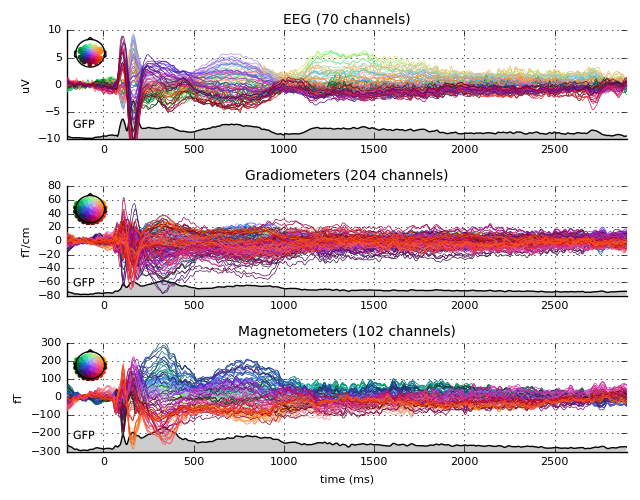 EEG (70 channels)
10
5
0
−5
−10
uV
GFP
0 500 1000 1500 2000 2500
Gradiometers (204 channels)
80
60
40
20
0
−20
−40
−60
−80
fT/cm
GFP
0 500 1000 1500 2000 2500
Magnetometers (102 channels)
300
200
100
0
−100
−200
−300
fT
GFP
0 500 1000 1500 2000 2500
time (ms)